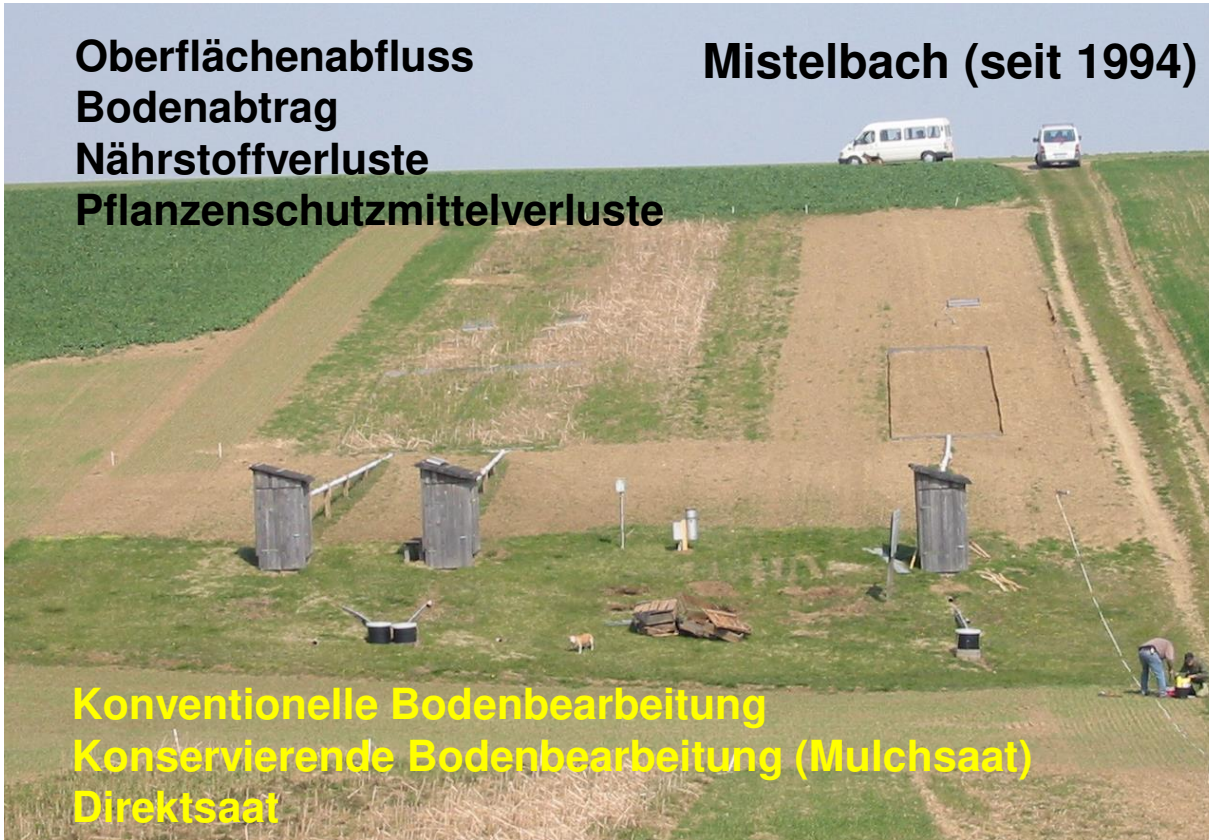 Oberflächenabfluss
Mistelbach (seit 1994)
Bodenabtrag
Nährstoffverluste
Pflanzenschutzmittelverluste
Konventionelle Bodenbearbeitung
Konservierende Bodenbearbeitung (Mulchsaat)
Direktsaat